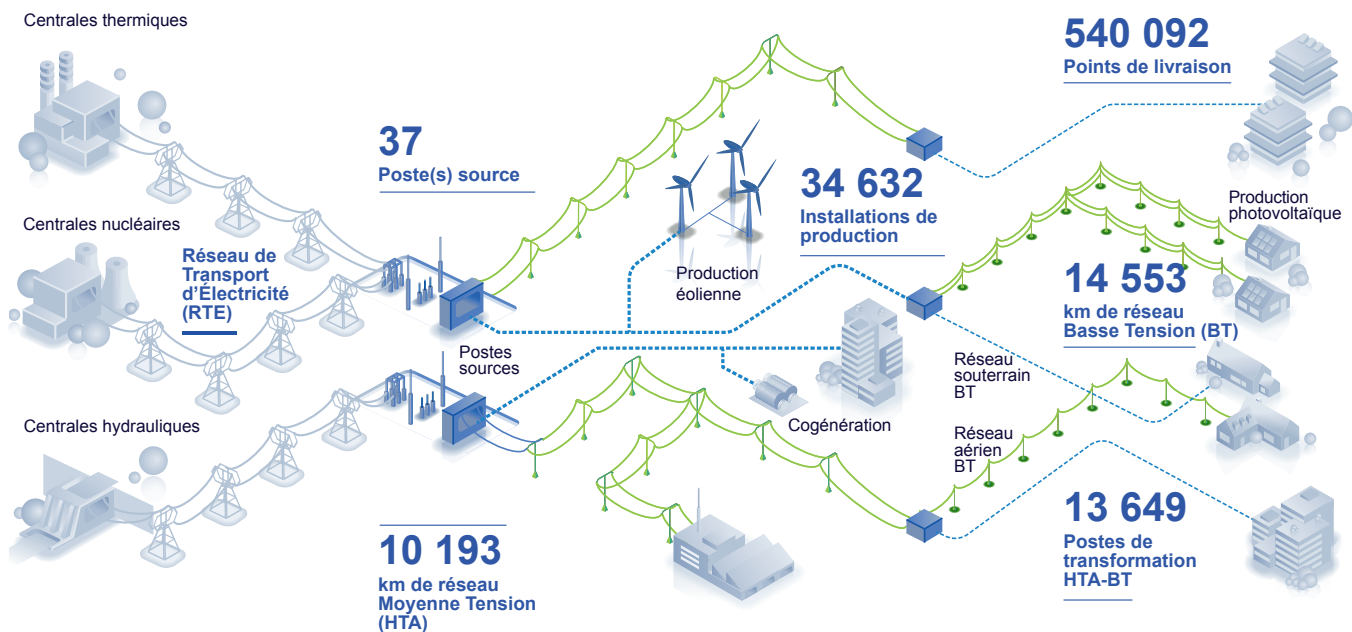 Centrales thermiques
540 092
Points de livraison
37
Poste(s) source
34 632
Installations de
production
Production
photovoltaïque
Centrales nucléaires
Réseau de
Transport
d'Électricité
(RTE)
Production
éolienne
14 553
km de réseau
Basse Tension (BT)
Postes
sources
Réseau
souterrain
BT
Centrales hydrauliques
Cogénération
Réseau
aérien
BT
10 193
km de réseau
Moyenne Tension
(HTA)
13 649
Postes de
transformation
HTA-BT